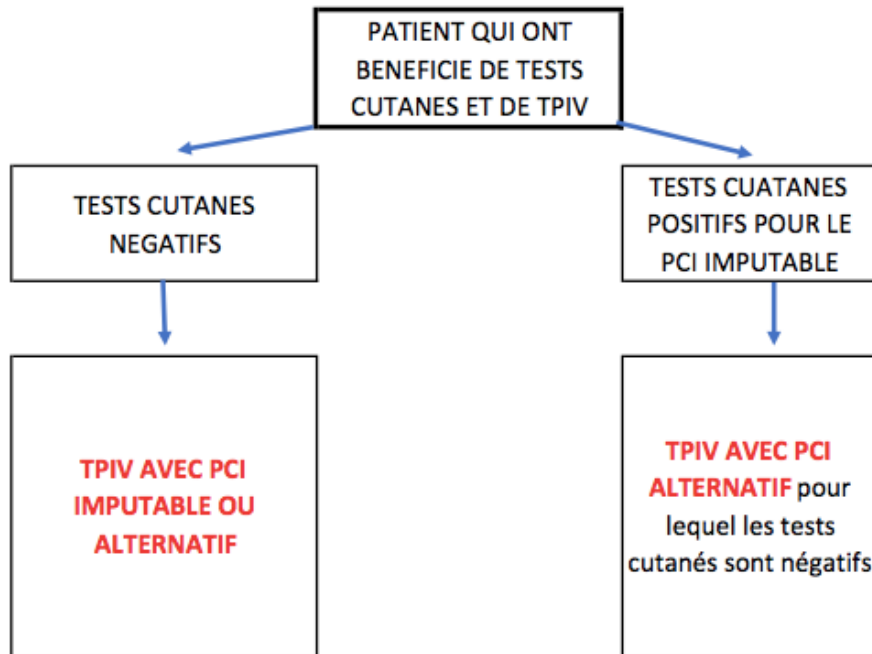 PATIENT QUI ONT
BENEFICIE DE TESTS
CUTANES ET DE TPIV
TESTS CUTANES
NEGATIFS
TESTS CUATANES
POSITIFS POUR LE
PCI IMPUTABLE
TPIV AVEC PCI
IMPUTABLE OU
ALTERNATIF
TPIV AVEC PCI
ALTERNATIF pour
lequel les tests
cutanés sont négatifs